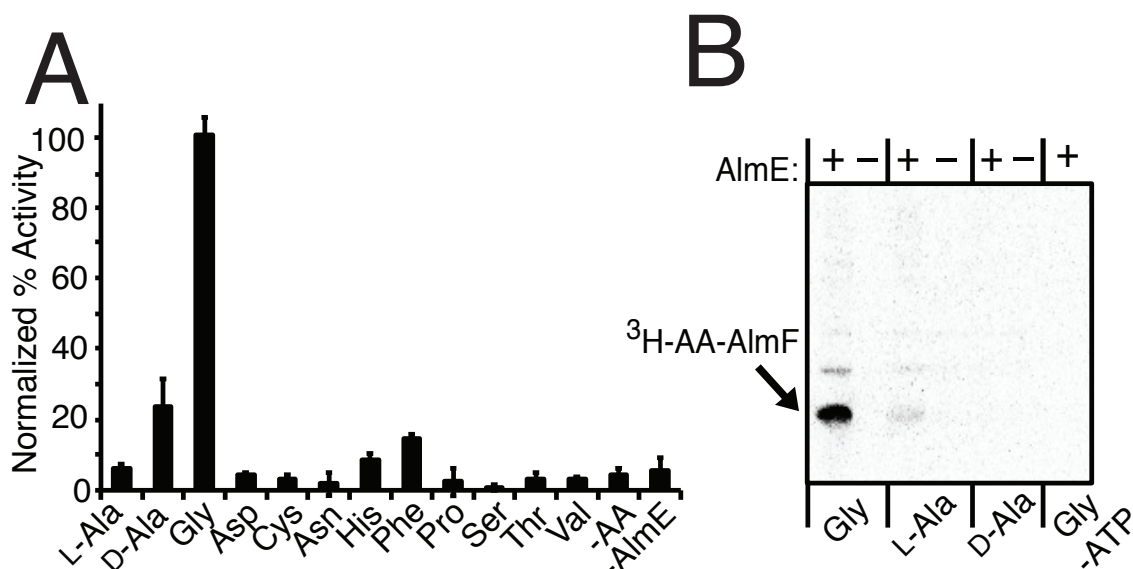 A
B
Normalized % Activity
100
80
60
40
20
0
L-Ala
D-Ala
Gly
Asp
Cys
Asn
His
Phe
Pro
Ser
Thr
Val
-AA
-AlmE
AlmE: + − + − + − +
³H-AA-AlmF
Gly
L-Ala
D-Ala
Gly
-ATP